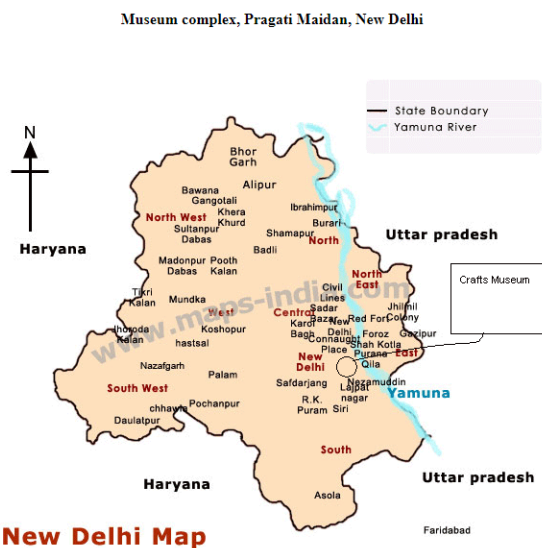 Museum complex, Pragati Maidan, New Delhi
State Boundary
Yamuna River
N
Bhor
Garh
Alipur
Bawana
Gangotali
Ibrahimpur
North West
Khera
Khurd
Sultanpur
Dabas
Burari
Shamapur
North
Uttar pradesh
Haryana
Badli
Madonpur
Dabas
Pooth
Kalan
North
East
Crafts Museum
Tikri
Kalan
Mundka
Civil
Lines
Sadar
Bazar
Jhilmil
Colony
www.maps-india.com
West
Central
Karol
Bagh
New
Delhi
Red Fort
Jhoroda
Kalan
Koshopur
hastsal
Connaught
Place
Foroz
Shah Kotla
Gazipur
Purana
Qila
East
Nazafgarh
New
Delhi
Palam
Safdarjang
Nezamuddin
South West
Lajpat
nagar
Yamuna
chhawla
Pochanpur
R.K.
Puram
Siri
Daulatpur
South
Haryana
Uttar pradesh
Asola
New Delhi Map
Faridabad